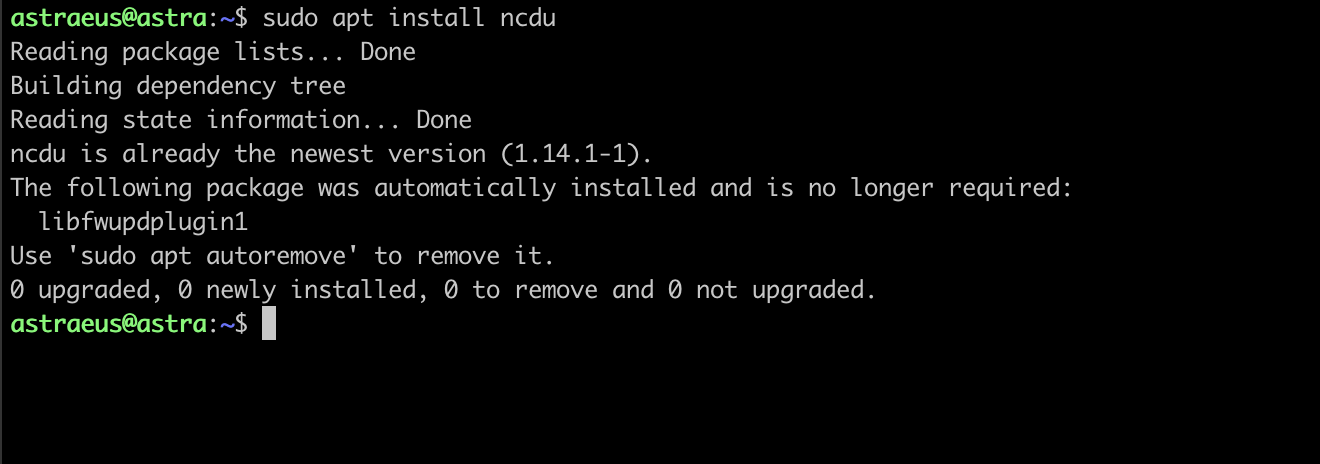 astraeus@astra:~$ sudo apt install ncdu
Reading package lists... Done
Building dependency tree
Reading state information... Done
ncdu is already the newest version (1.14.1-1).
The following package was automatically installed and is no longer required:
  libfwupdplugin1
Use 'sudo apt autoremove' to remove it.
0 upgraded, 0 newly installed, 0 to remove and 0 not upgraded.
astraeus@astra:~$